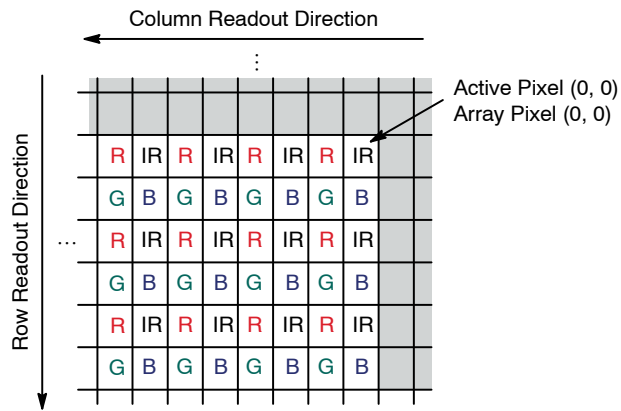 Column Readout Direction
⋮
Active Pixel (0, 0)
Array Pixel (0, 0)
Row Readout Direction
R IR R IR R IR R IR
G B G B G B G B
... R IR R IR R IR R IR
G B G B G B G B
R IR R IR R IR R IR
G B G B G B G B